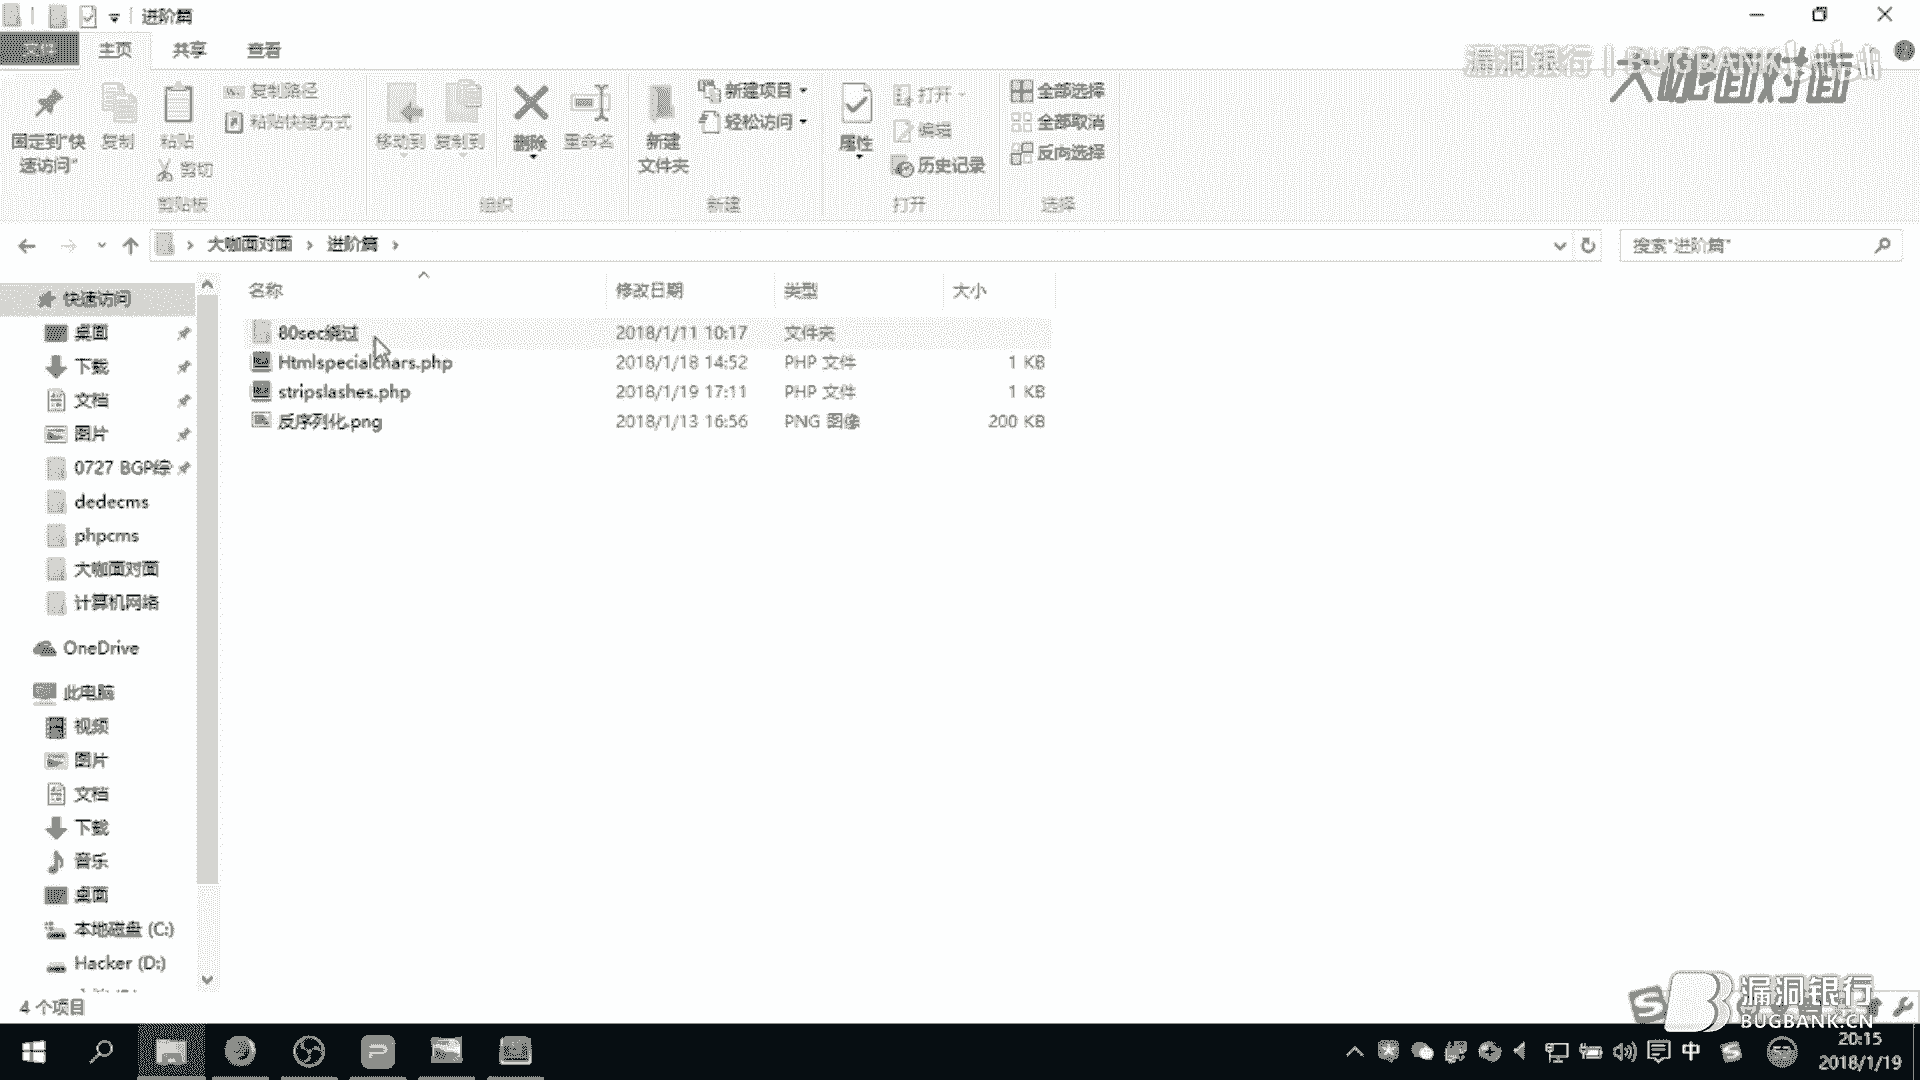 进阶篇
文件 主页 共享 查看
漏洞银行 | BUGBANK
大咖面对面
固定到"快速访问"
复制
粘贴
复制路径
粘贴快捷方式
剪切
剪贴板
移动到
复制到
删除
重命名
组织
新建文件夹
新建项目
轻松访问
新建
属性
打开
编辑
历史记录
打开
全部选择
全部取消
反向选择
选择
大咖面对面 进阶篇
搜索"进阶篇"
名称 修改日期 类型 大小
80sec绕过 2018/1/11 10:17 文件夹
Htmlspecialchars.php 2018/1/18 14:52 PHP 文件 1 KB
stripslashes.php 2018/1/19 17:11 PHP 文件 1 KB
反序列化.png 2018/1/13 16:56 PNG 图像 200 KB
快速访问
桌面
下载
文档
图片
0727 BGP综
dedecms
phpcms
大咖面对面
计算机网络
OneDrive
此电脑
视频
图片
文档
下载
音乐
桌面
本地磁盘 (C:)
Hacker (D:)
4 个项目
漏洞银行
BUGBANK.CN
中
20:15
2018/1/19